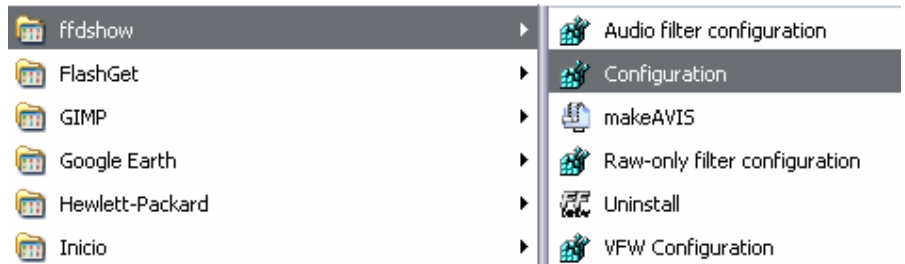 ffdshow
FlashGet
GIMP
Google Earth
Hewlett-Packard
Inicio
Audio filter configuration
Configuration
makeAVIS
Raw-only filter configuration
Uninstall
VFW Configuration